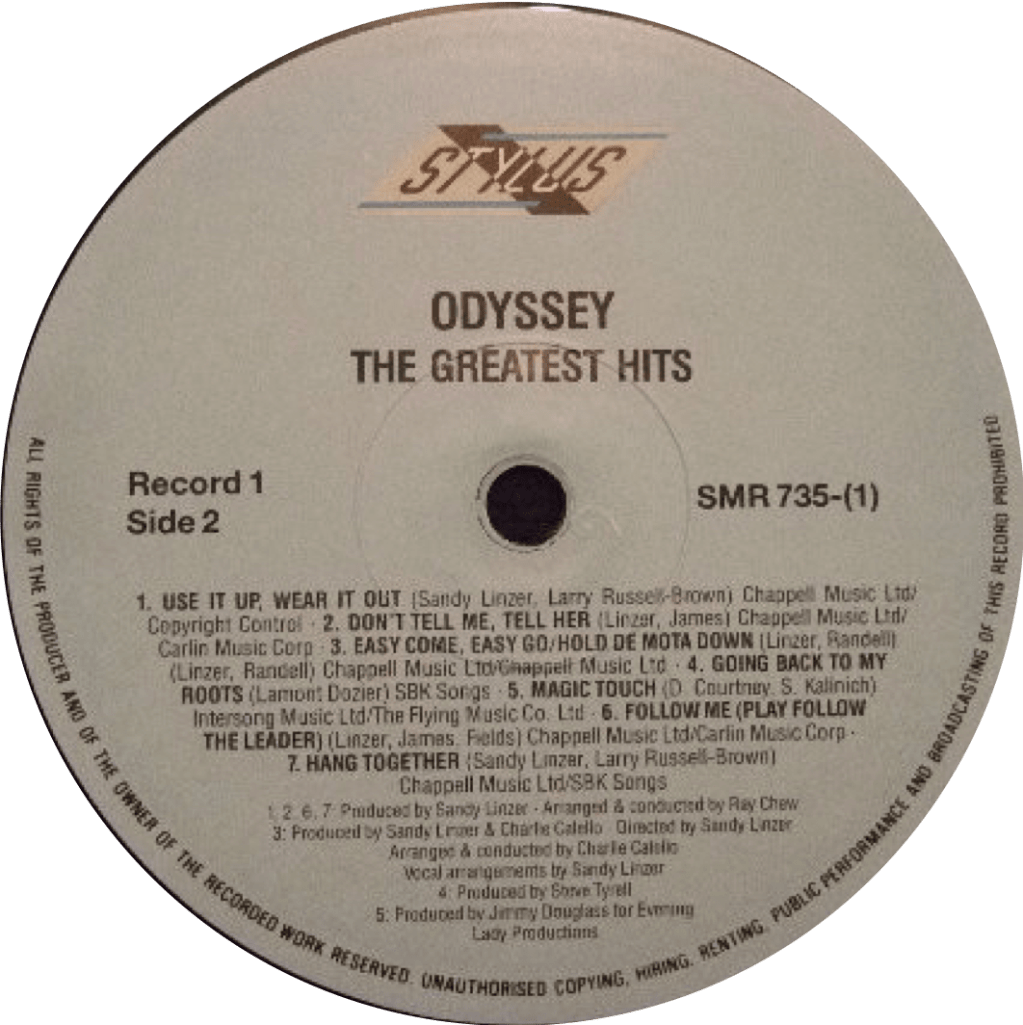 STYLUS
ODYSSEY
THE GREATEST HITS
Record 1
Side 2
SMR 735-(1)
1. USE IT UP, WEAR IT OUT (Sandy Linzer, Larry Russell-Brown) Chappell Music Ltd/
Copyright Control · 2. DON'T TELL ME, TELL HER (Linzer, James) Chappell Music Ltd/
Carlin Music Corp · 3. EASY COME, EASY GO/HOLD DE MOTA DOWN (Linzer, Randell)
(Linzer, Randell) Chappell Music Ltd/Chappell Music Ltd · 4. GOING BACK TO MY
ROOTS (Lamont Dozier) SBK Songs · 5. MAGIC TOUCH (D. Courtney, S. Kalinich)
Intersong Music Ltd/The Flying Music Co. Ltd · 6. FOLLOW ME (PLAY FOLLOW
THE LEADER) (Linzer, James, Fields) Chappell Music Ltd/Carlin Music Corp ·
7. HANG TOGETHER (Sandy Linzer, Larry Russell-Brown)
Chappell Music Ltd/SBK Songs
1, 2, 6, 7: Produced by Sandy Linzer · Arranged & conducted by Ray Chew
3: Produced by Sandy Linzer & Charlie Calello Directed by Sandy Linzer
Arranged & conducted by Charlie Calello
Vocal arrangements by Sandy Linzer
4: Produced by Steve Tyrell
5: Produced by Jimmy Douglass for Evening
Lady Productions
ALL RIGHTS OF THE PRODUCER AND OF THE OWNER OF THE RECORDED WORK RESERVED. UNAUTHORISED COPYING, HIRING, RENTING, PUBLIC PERFORMANCE AND BROADCASTING OF THIS RECORD PROHIBITED